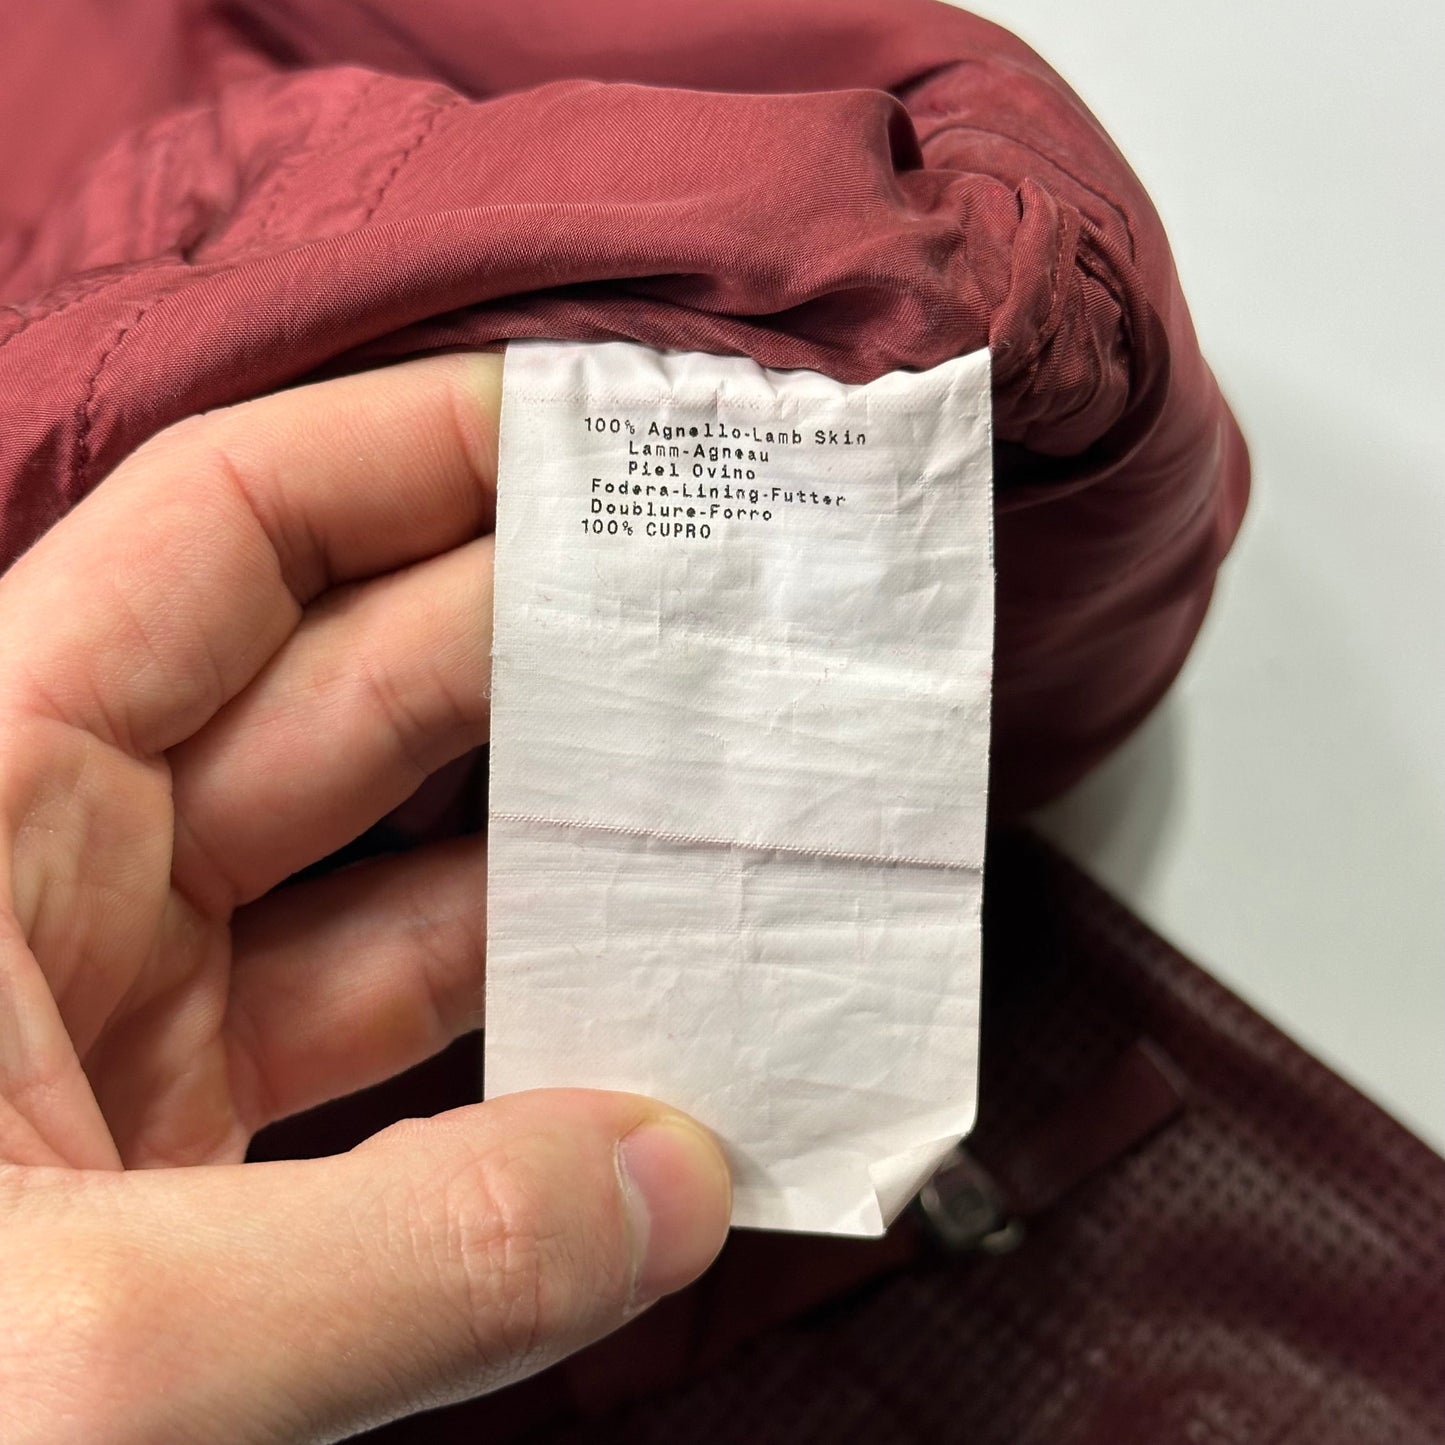 100% Agnello-Lamb Skin
Lamm-Agneau
Piel Ovino
Fodera-Lining-Futter
Doublure-Forro
100% CUPRO